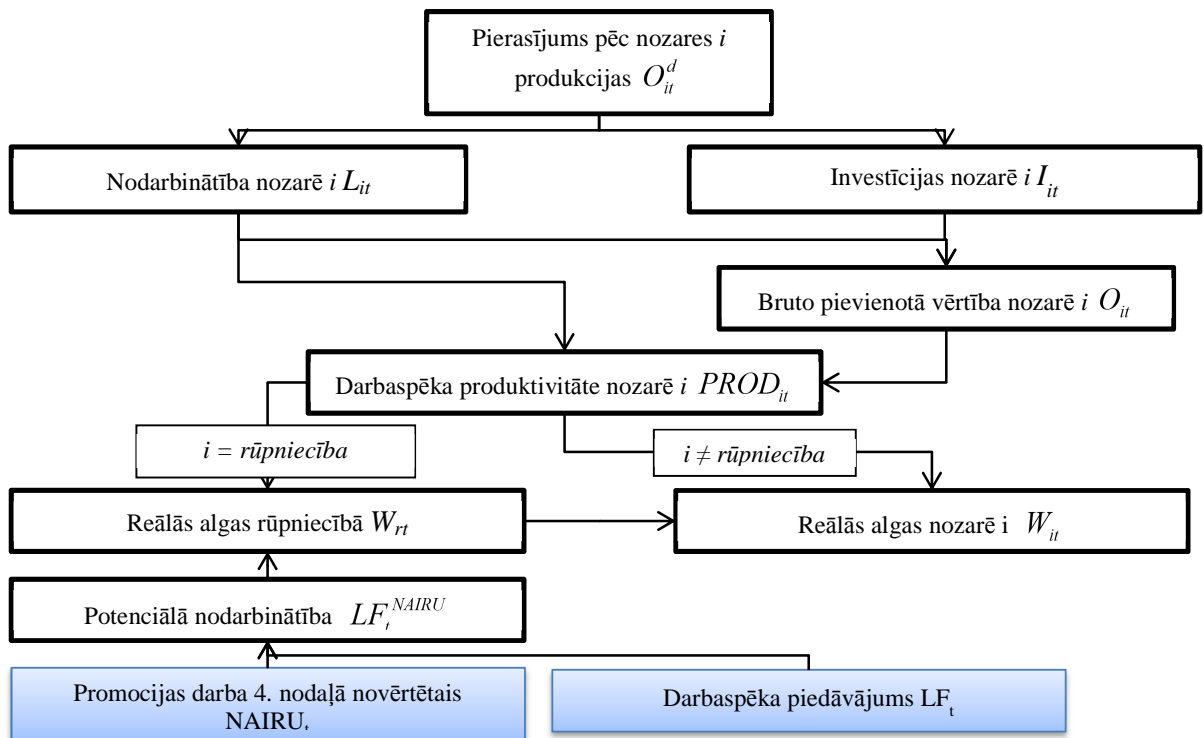 Pierasījums pēc nozares i
produkcijas O_it^d
Nodarbinātība nozarē i L_it
Investīcijas nozarē i I_it
Bruto pievienotā vērtība nozarē i O_it
Darbaspēka produktivitāte nozarē i PROD_it
i = rūpniecība
i ≠ rūpniecība
Reālās algas rūpniecībā W_rt
Reālās algas nozarē i W_it
Potenciālā nodarbinātība LF_t^NAIRU
Promocijas darba 4. nodaļā novērtētais
NAIRU_t
Darbaspēka piedāvājums LF_t